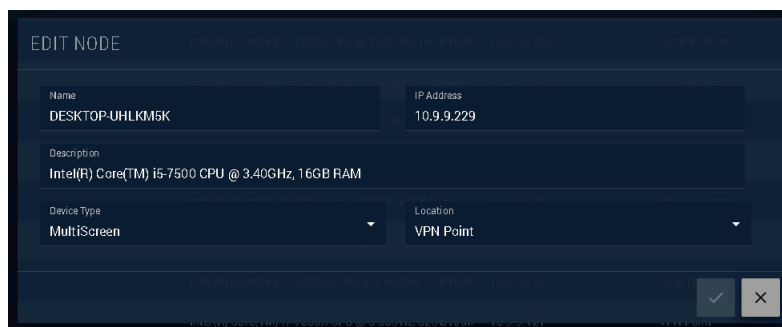 EDIT NODE
Name
DESKTOP-UHLKM5K
IP Address
10.9.9.229
Description
Intel(R) Core(TM) i5-7500 CPU @ 3.40GHz, 16GB RAM
Device Type
MultiScreen
Location
VPN Point